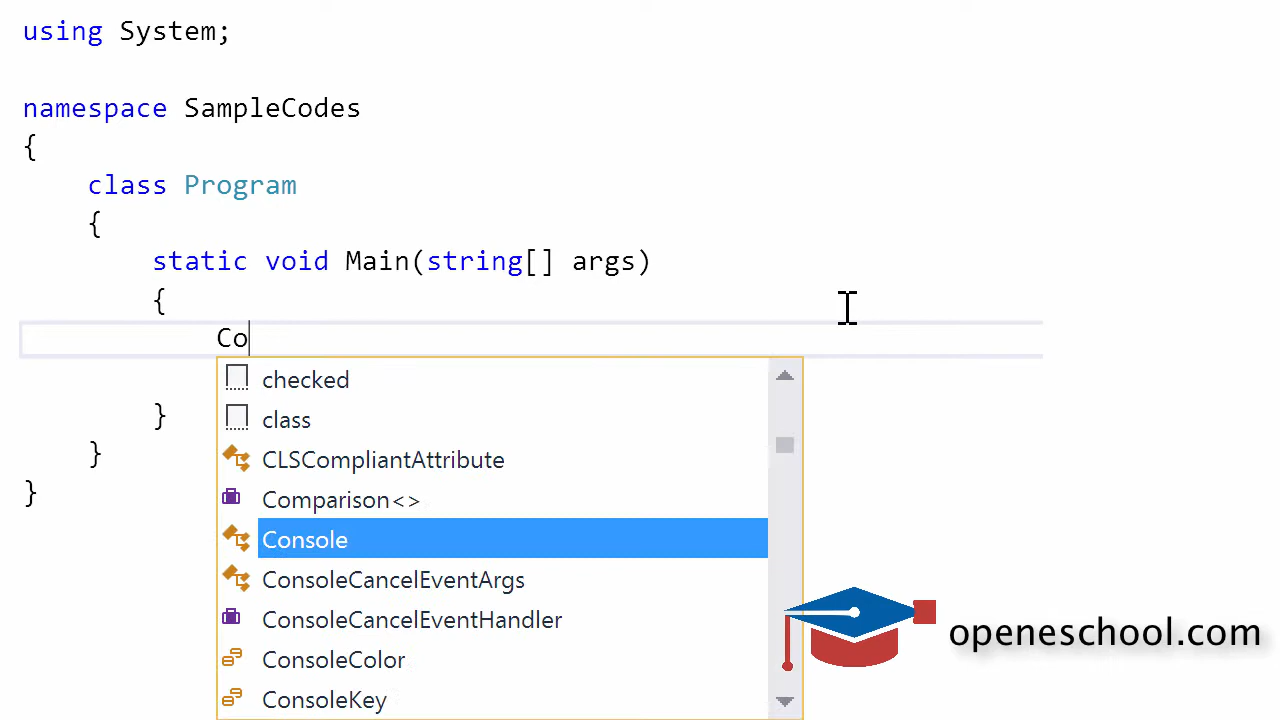 using System;
namespace SampleCodes
{
class Program
{
static void Main(string[] args)
{
Co
checked
class
CLSCompliantAttribute
Comparison<>
Console
ConsoleCancelEventArgs
ConsoleCancelEventHandler
ConsoleColor
ConsoleKey
}
}
}
openeschool.com